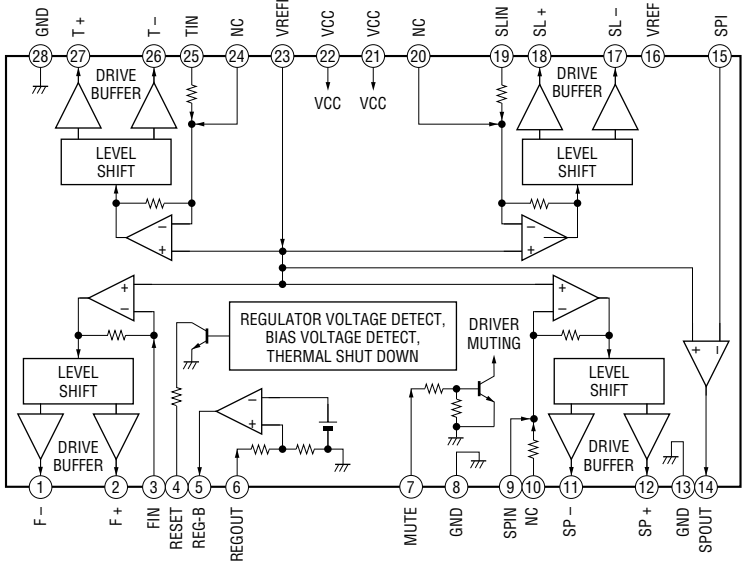 GND
T +
T −
TIN
NC
VREFI
VCC
VCC
NC
SLIN
SL +
SL −
VREF
SPI
28
27
26
25
24
23
22
21
20
19
18
17
16
15
DRIVE
BUFFER
VCC
VCC
DRIVE
BUFFER
LEVEL
SHIFT
LEVEL
SHIFT
−
+
−
+
+
−
+
−
REGULATOR VOLTAGE DETECT,
BIAS VOLTAGE DETECT,
THERMAL SHUT DOWN
DRIVER
MUTING
+ −
LEVEL
SHIFT
LEVEL
SHIFT
−
+
DRIVE
BUFFER
DRIVE
BUFFER
1
2
3
4
5
6
7
8
9
10
11
12
13
14
F −
F +
FIN
RESET
REG-B
REGOUT
MUTE
GND
SPIN
NC
SP −
SP +
GND
SPOUT